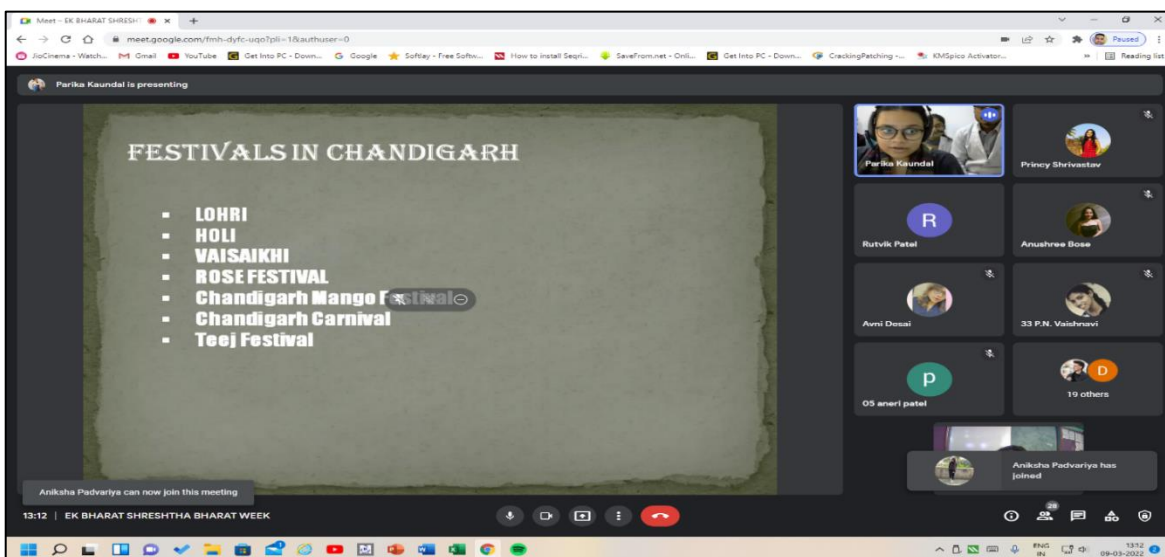 Meet – EK BHARAT SHRESH
meet.google.com/fmh-dyfc-uqo?pli=1&authuser=0
Paused
JioCinema - Watch...
Gmail
YouTube
Get Into PC - Down...
Google
Softlay - Free Softw...
How to install Seqri...
SaveFrom.net - Onli...
Get Into PC - Down...
CrackingPatching -...
KMSpico Activator...
Reading list
Parika Kaundal is presenting
FESTIVALS IN CHANDIGARH
LOHRI
HOLI
VAISAIKHI
ROSE FESTIVAL
Chandigarh Mango Festival
Chandigarh Carnival
Teej Festival
Parika Kaundal
Princy Shrivastav
R
Rutvik Patel
Anushree Bose
Avni Desai
33 P.N. Vaishnavi
p
05 aneri patel
D
19 others
Aniksha Padvariya has
joined
Aniksha Padvariya can now join this meeting
13:12 | EK BHARAT SHRESHTHA BHARAT WEEK
28
ENG
IN
13:12
09-03-2022